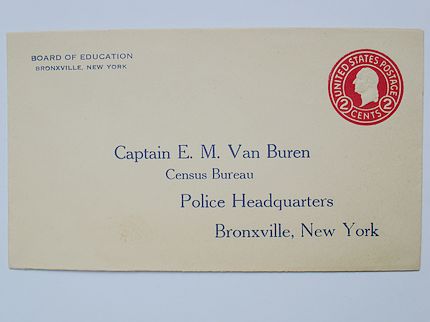 BOARD OF EDUCATION
BRONXVILLE, NEW YORK
UNITED STATES POSTAGE
2 CENTS 2
Captain E. M. Van Buren
Census Bureau
Police Headquarters
Bronxville, New York